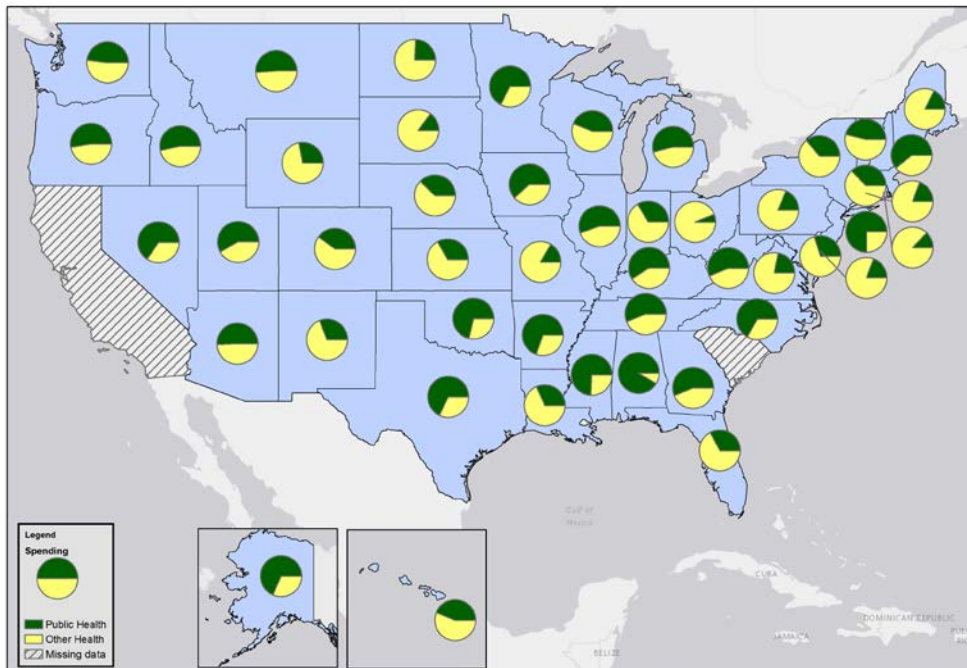 Gulf of
Mexico
CUBA
DOMINICAN REPUBLIC
JAMAICA
BELIZE
Legend
Spending
Public Health
Other Health
Missing data